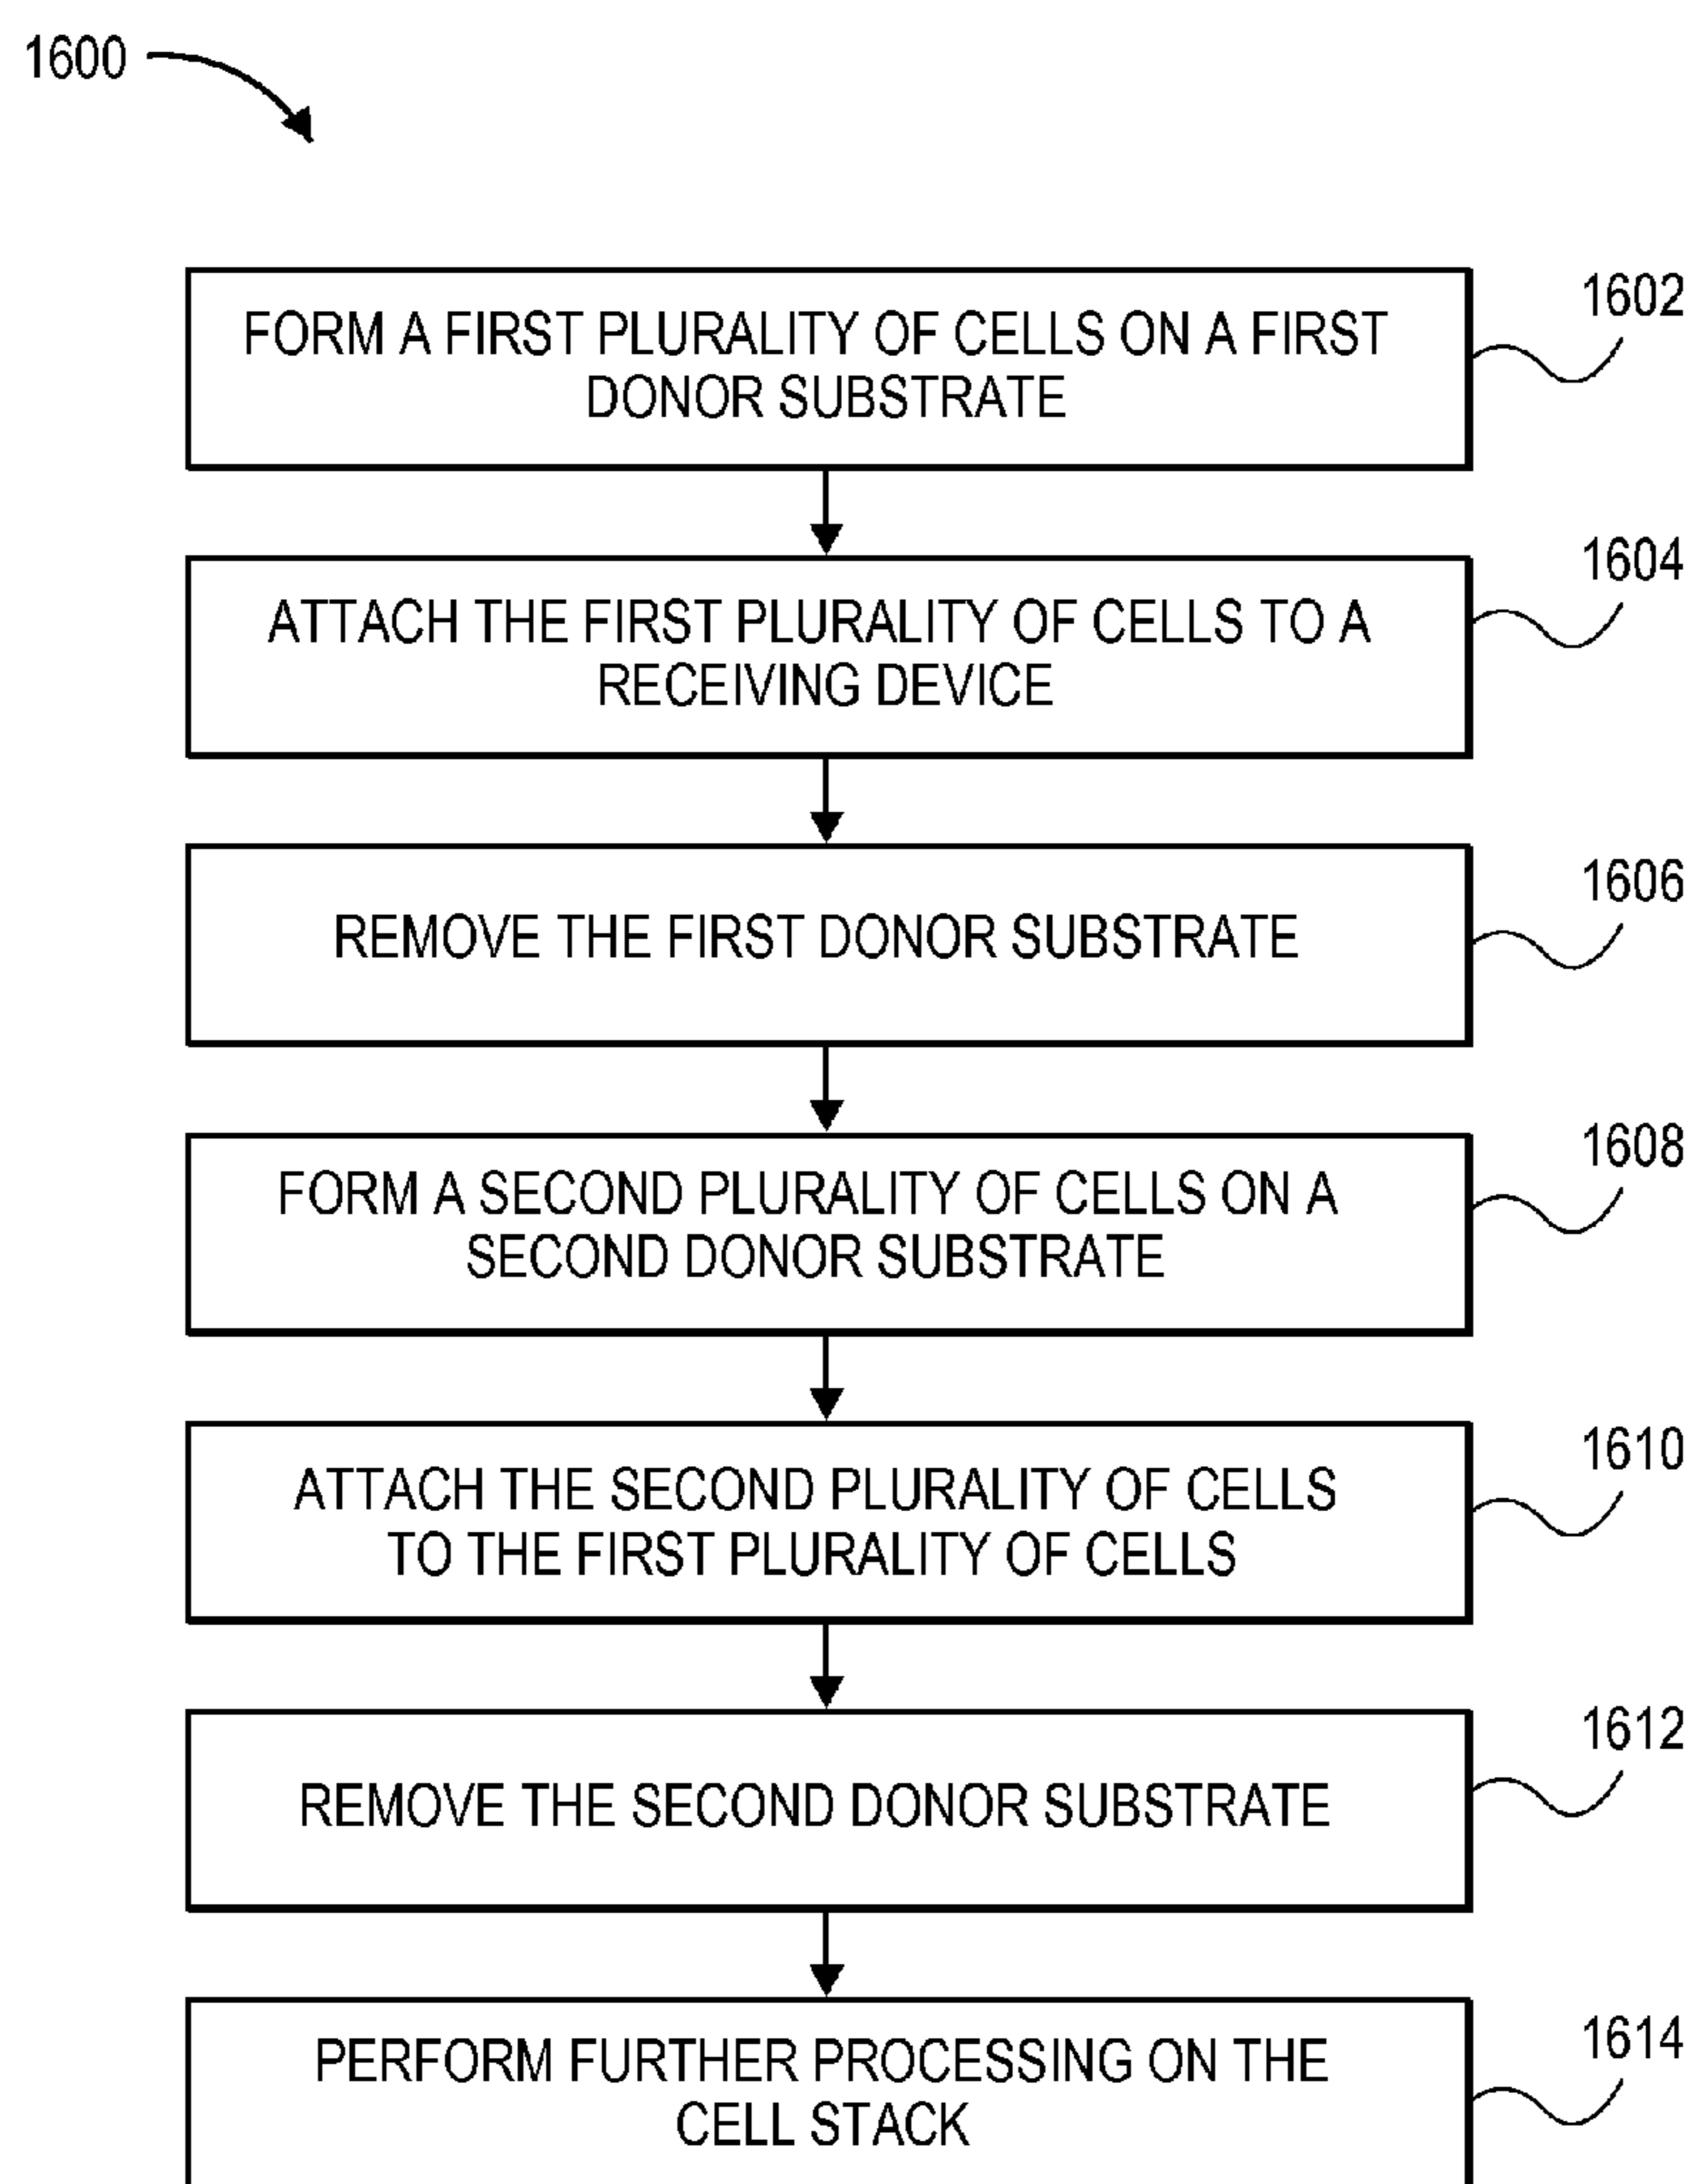 1600
FORM A FIRST PLURALITY OF CELLS ON A FIRST
DONOR SUBSTRATE
1602
ATTACH THE FIRST PLURALITY OF CELLS TO A
RECEIVING DEVICE
1604
REMOVE THE FIRST DONOR SUBSTRATE
1606
FORM A SECOND PLURALITY OF CELLS ON A
SECOND DONOR SUBSTRATE
1608
ATTACH THE SECOND PLURALITY OF CELLS
TO THE FIRST PLURALITY OF CELLS
1610
REMOVE THE SECOND DONOR SUBSTRATE
1612
PERFORM FURTHER PROCESSING ON THE
CELL STACK
1614